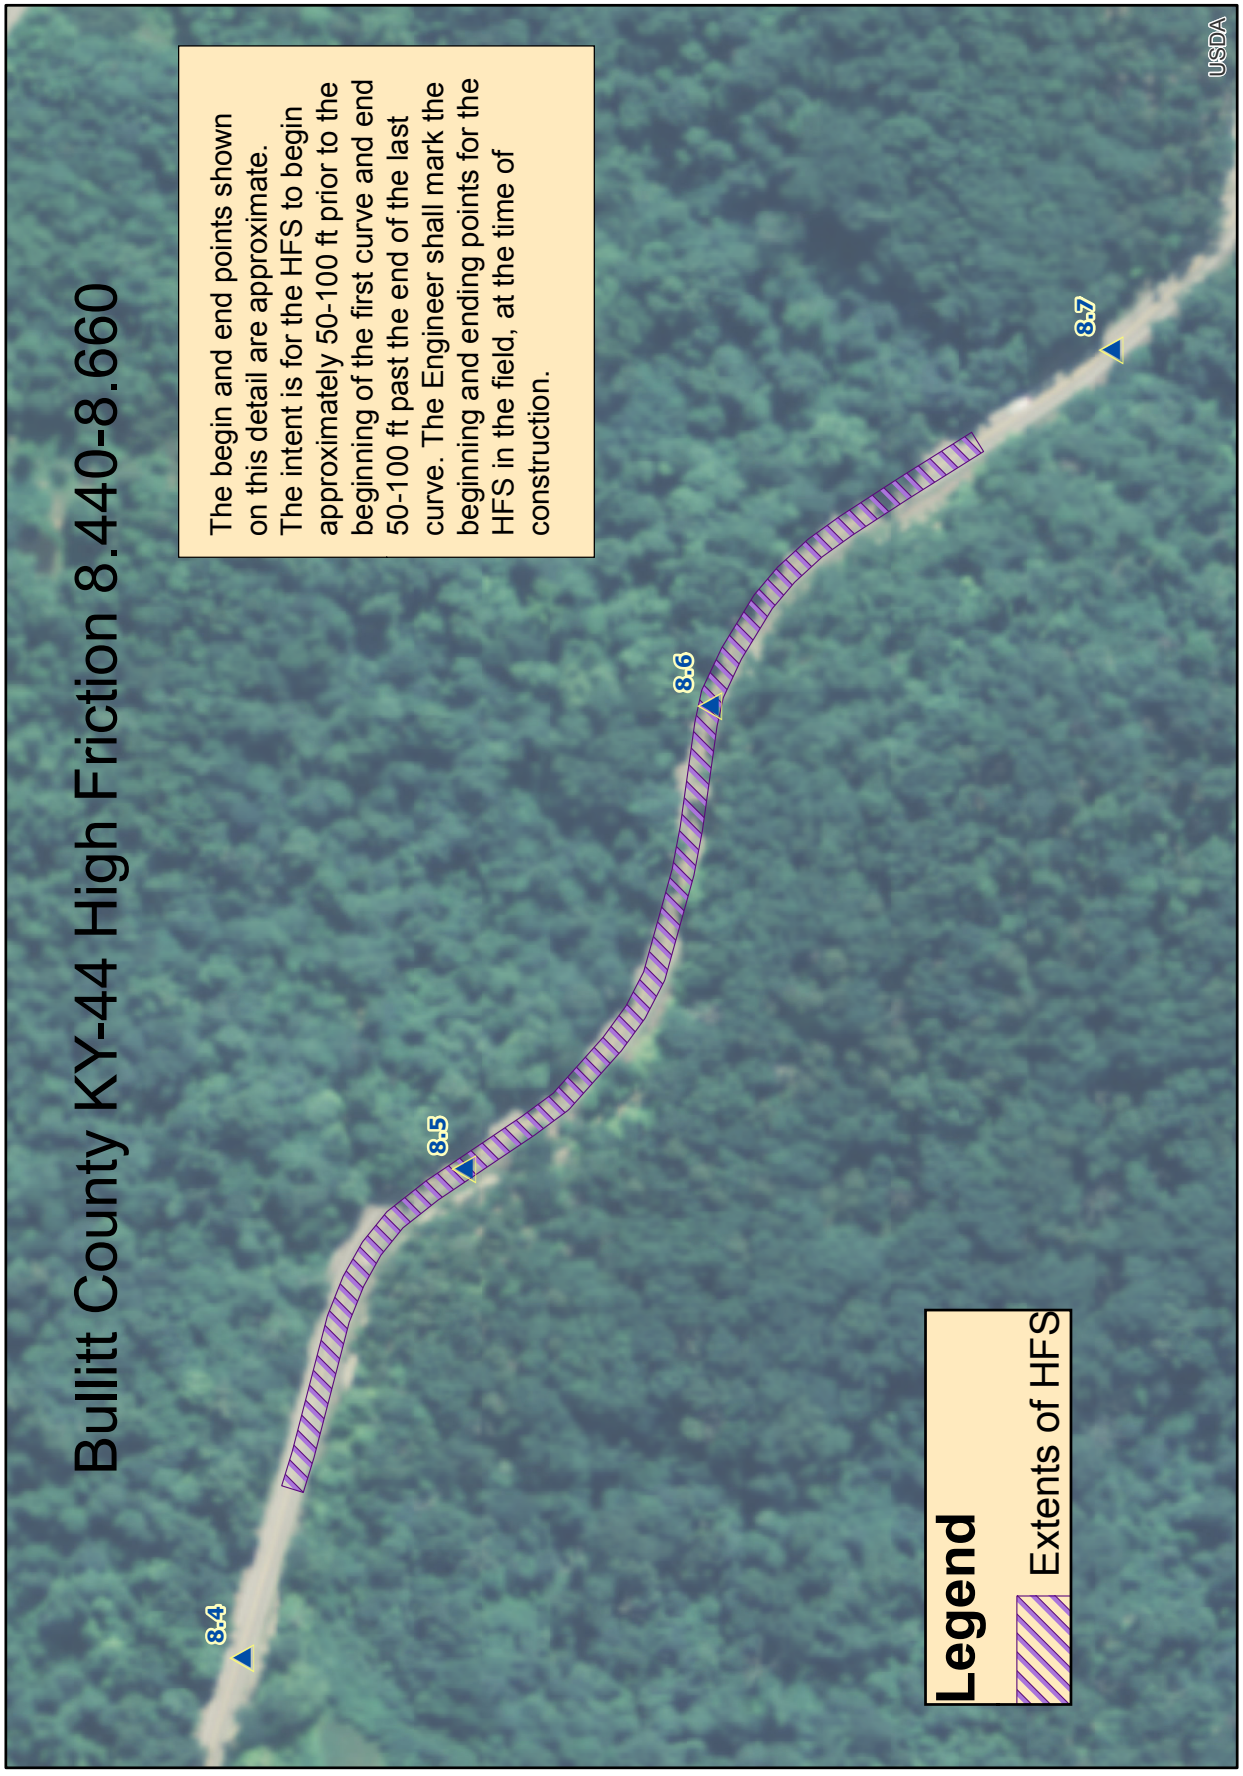 Bullitt County KY-44 High Friction 8.440-8.660
The begin and end points shown
on this detail are approximate.
The intent is for the HFS to begin
approximately 50-100 ft prior to the
beginning of the first curve and end
50-100 ft past the end of the last
curve. The Engineer shall mark the
beginning and ending points for the
HFS in the field, at the time of
construction.
8.4
8.5
8.6
8.7
Legend
Extents of HFS
USDA